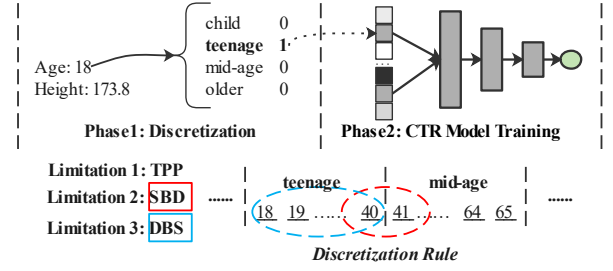 child 0
teenage 1
mid-age 0
older 0
Age: 18
Height: 173.8
......
Phase1: Discretization
Phase2: CTR Model Training
Limitation 1: TPP
Limitation 2: SBD
Limitation 3: DBS
......
teenage
mid-age
18 19 ...... 40 41 ...... 64 65
......
Discretization Rule